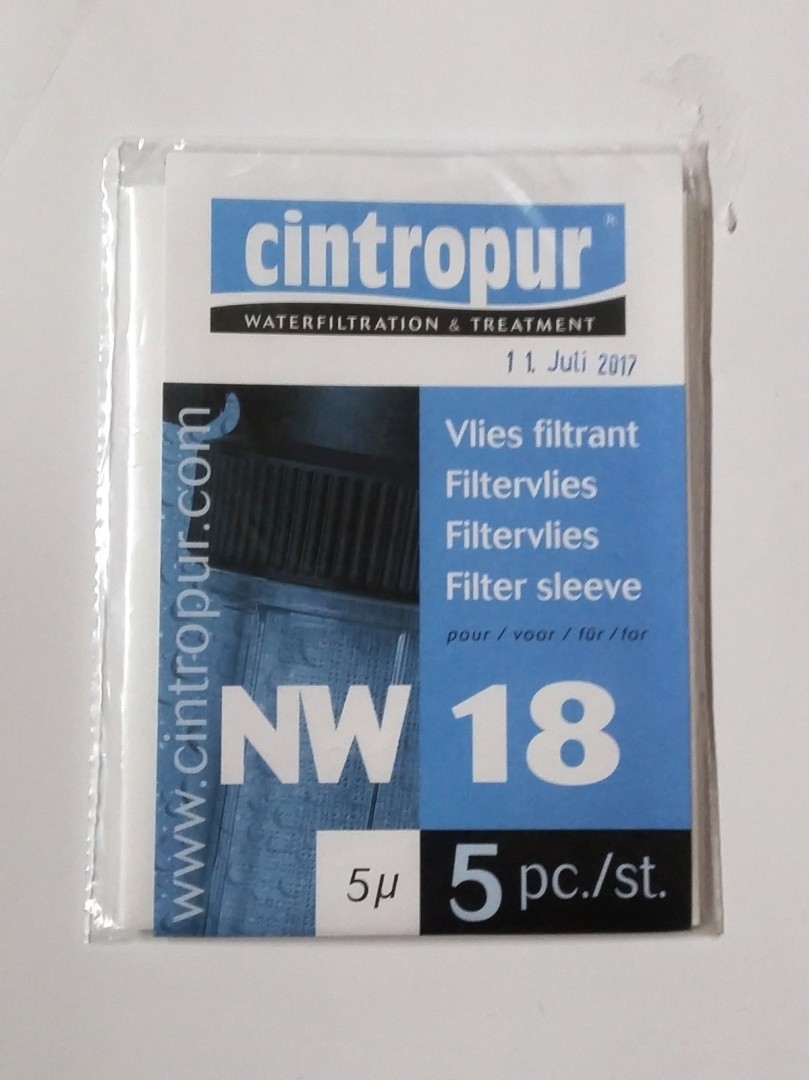 cintropur®
WATERFILTRATION & TREATMENT
11. Juli 2017
www.cintropur.com
Vlies filtrant
Filtervlies
Filtervlies
Filter sleeve
pour / voor / für / for
NW 18
5µ
5 pc./st.